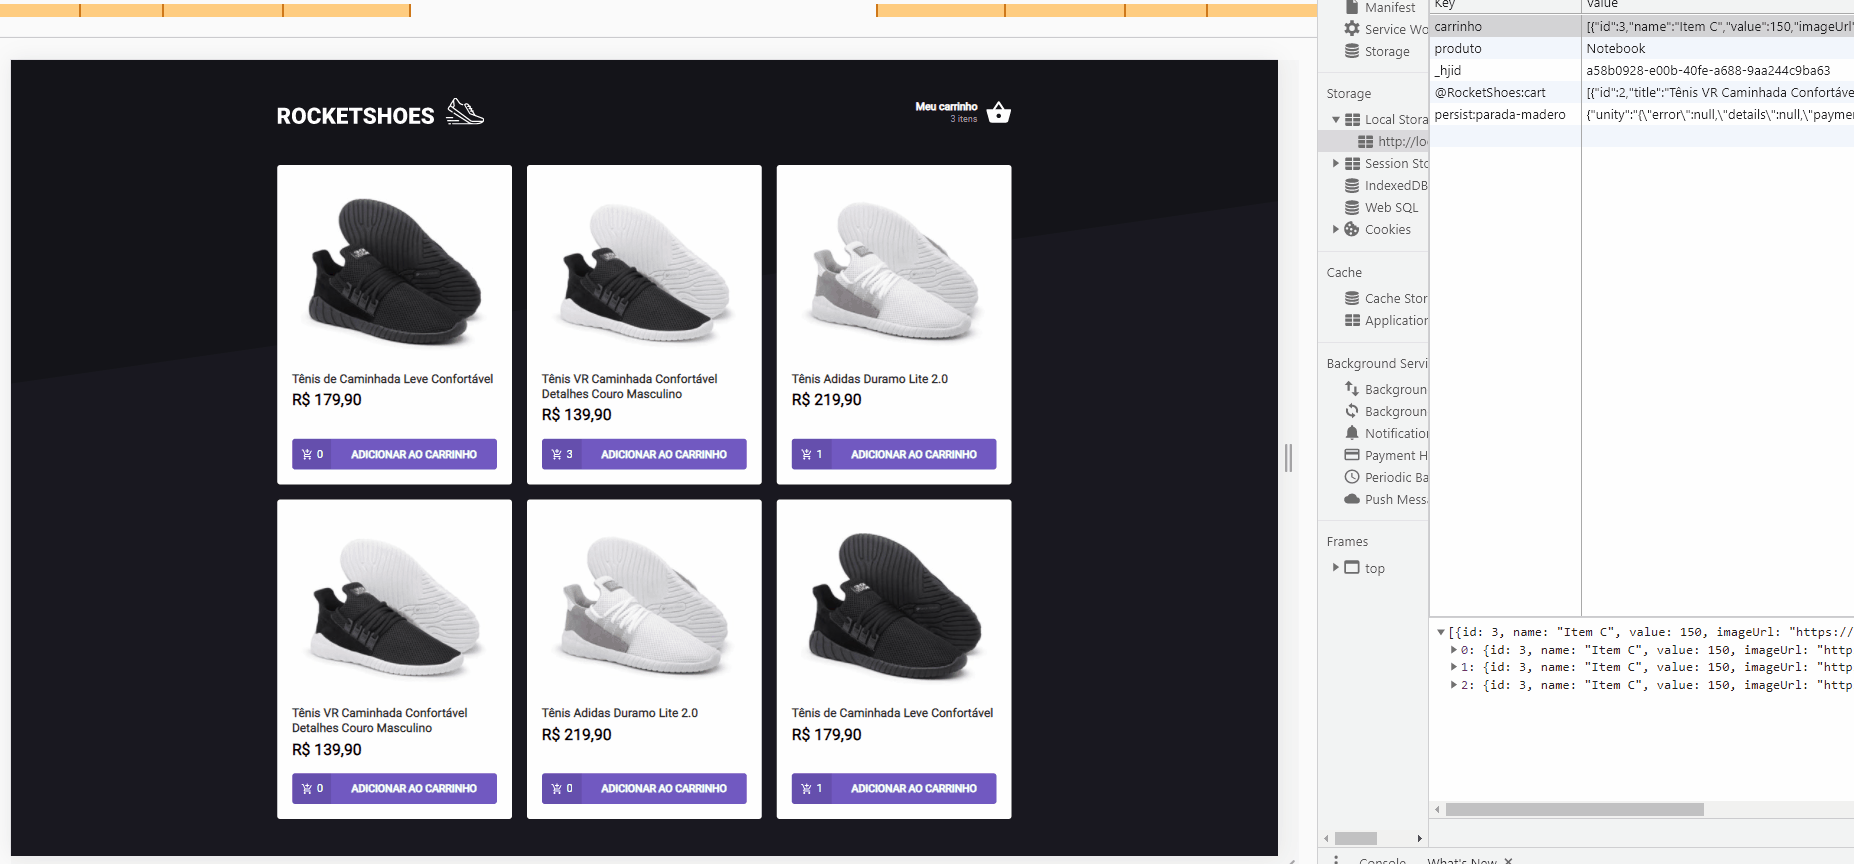 ROCKETSHOES
Meu carrinho
3 itens
Tênis de Caminhada Leve Confortável
R$ 179,90
0 ADICIONAR AO CARRINHO
Tênis VR Caminhada Confortável
Detalhes Couro Masculino
R$ 139,90
3 ADICIONAR AO CARRINHO
Tênis Adidas Duramo Lite 2.0
R$ 219,90
1 ADICIONAR AO CARRINHO
Tênis VR Caminhada Confortável
Detalhes Couro Masculino
R$ 139,90
0 ADICIONAR AO CARRINHO
Tênis Adidas Duramo Lite 2.0
R$ 219,90
0 ADICIONAR AO CARRINHO
Tênis de Caminhada Leve Confortável
R$ 179,90
1 ADICIONAR AO CARRINHO
Manifest
Service Wo
Storage
Storage
Local Stora
http://lo
Session Sto
IndexedDB
Web SQL
Cookies
Cache
Cache Stor
Application
Background Servi
Backgroun
Backgroun
Notification
Payment H
Periodic Ba
Push Mess
Frames
top
Key Value
carrinho [{"id":3,"name":"Item C","value":150,"imageUrl"
produto Notebook
_hjid a58b0928-e00b-40fe-a688-9aa244c9ba63
@RocketShoes:cart [{"id":2,"title":"Tênis VR Caminhada Confortáve
persist:parada-madero {"unity":"{\"error\":null,\"details\":null,\"payme
[{id: 3, name: "Item C", value: 150, imageUrl: "https://
0: {id: 3, name: "Item C", value: 150, imageUrl: "http
1: {id: 3, name: "Item C", value: 150, imageUrl: "http
2: {id: 3, name: "Item C", value: 150, imageUrl: "http
Console What's New